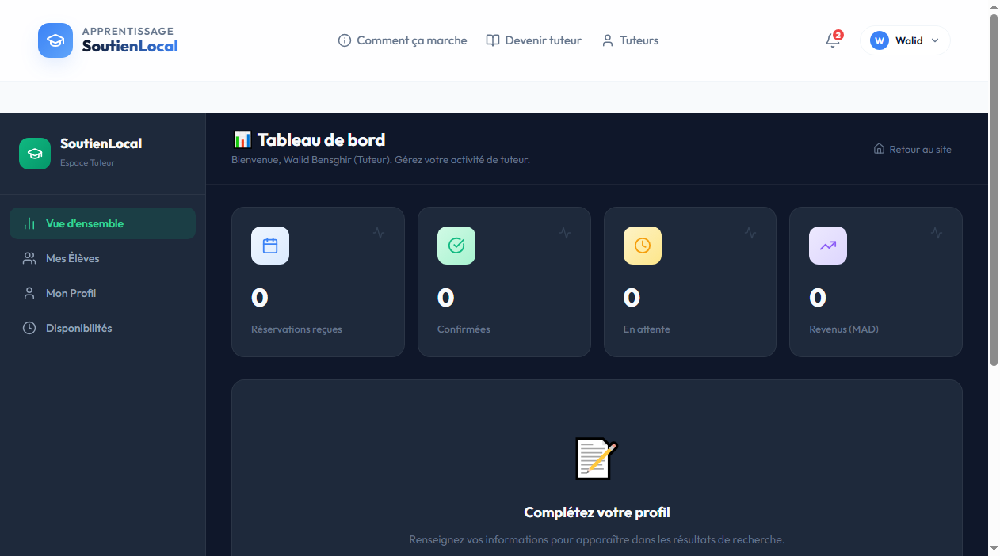 APPRENTISSAGE
SoutienLocal
Comment ça marche
Devenir tuteur
Tuteurs
2
W
Walid
SoutienLocal
Espace Tuteur
Vue d'ensemble
Mes Élèves
Mon Profil
Disponibilités
Tableau de bord
Bienvenue, Walid Bensghir (Tuteur). Gérez votre activité de tuteur.
Retour au site
0
Réservations reçues
0
Confirmées
0
En attente
0
Revenus (MAD)
Complétez votre profil
Renseignez vos informations pour apparaître dans les résultats de recherche.